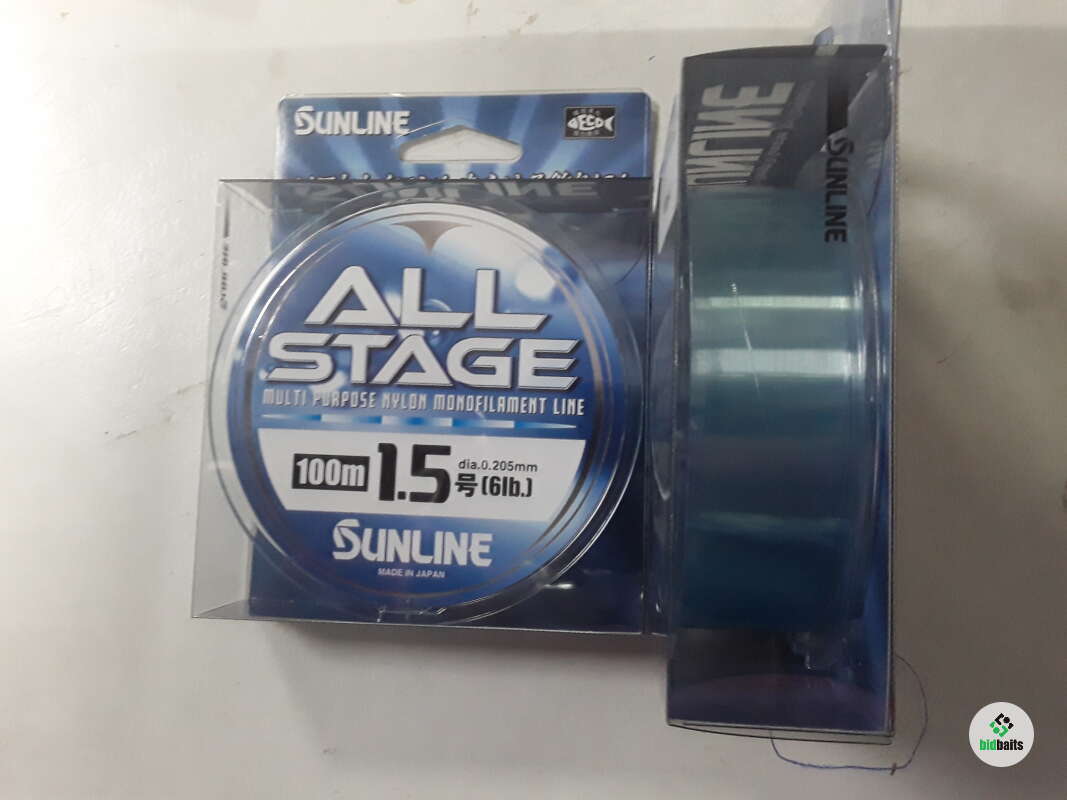 SUNLINE
ALL
STAGE
MULTI PURPOSE NYLON MONOFILAMENT LINE
100m 1.5号 dia.0.205mm (6lb.)
SUNLINE
MADE IN JAPAN
SUNLINE
bidbaits